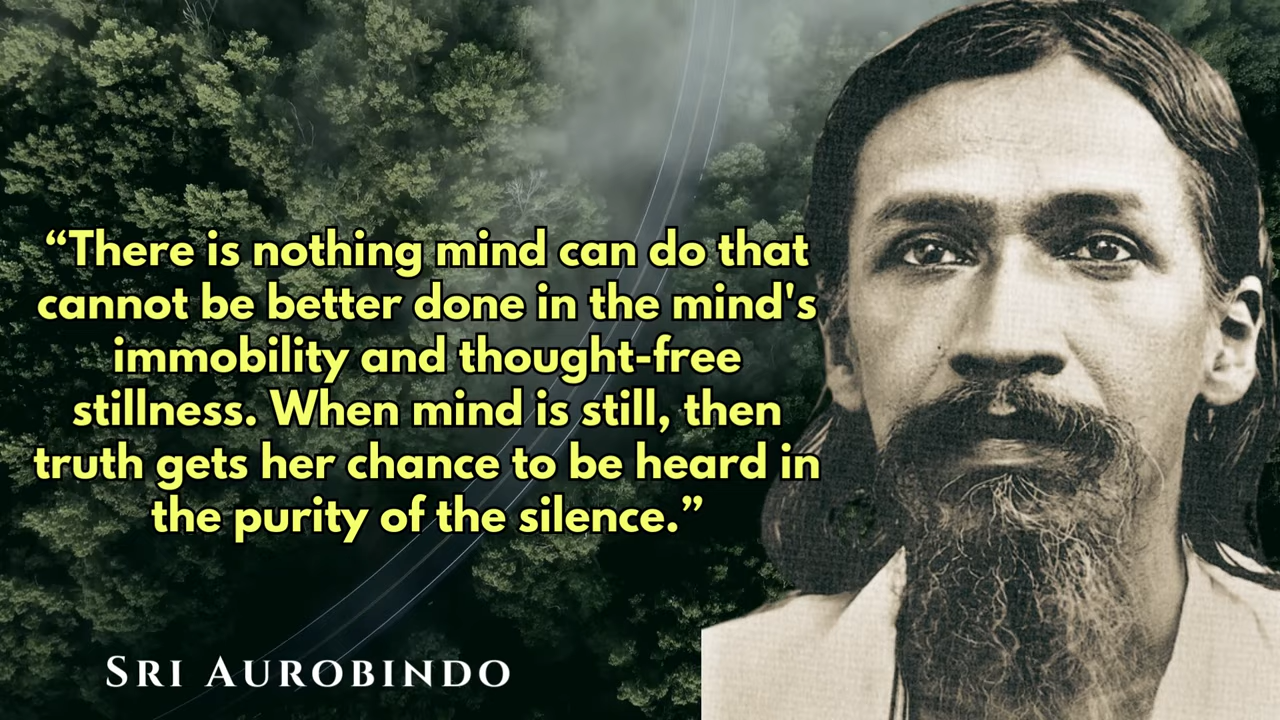 “There is nothing mind can do that
cannot be better done in the mind's
immobility and thought-free
stillness. When mind is still, then
truth gets her chance to be heard in
the purity of the silence.”
Sri Aurobindo